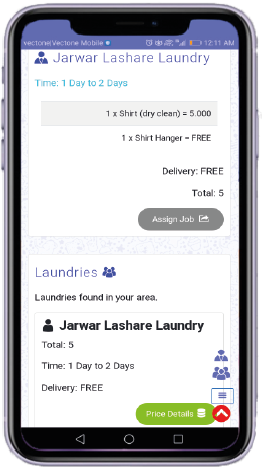 Vectone|Vectone Mobile 12:11 AM
Jarwar Lashare Laundry
Time: 1 Day to 2 Days
1 x Shirt (dry clean) = 5.000
1 x Shirt Hanger = FREE
Delivery: FREE
Total: 5
Assign Job
Laundries
Laundries found in your area.
Jarwar Lashare Laundry
Total: 5
Time: 1 Day to 2 Days
Delivery: FREE
Price Details